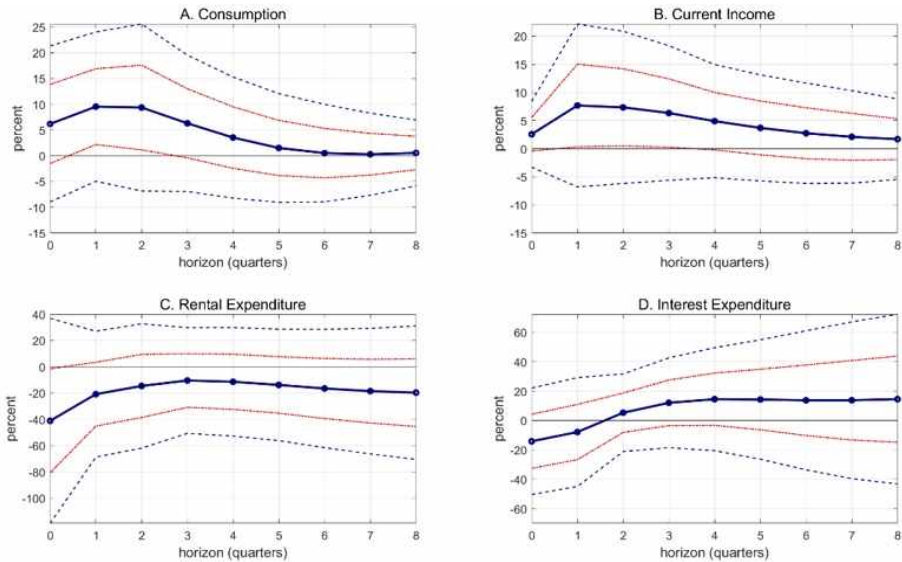 A. Consumption
percent
25
20
15
10
5
0
-5
-10
-15
0 1 2 3 4 5 6 7 8
horizon (quarters)
B. Current Income
percent
20
15
10
5
0
-5
-10
-15
0 1 2 3 4 5 6 7 8
horizon (quarters)
C. Rental Expenditure
percent
40
20
0
-20
-40
-60
-80
-100
0 1 2 3 4 5 6 7 8
horizon (quarters)
D. Interest Expenditure
percent
60
40
20
0
-20
-40
-60
0 1 2 3 4 5 6 7 8
horizon (quarters)